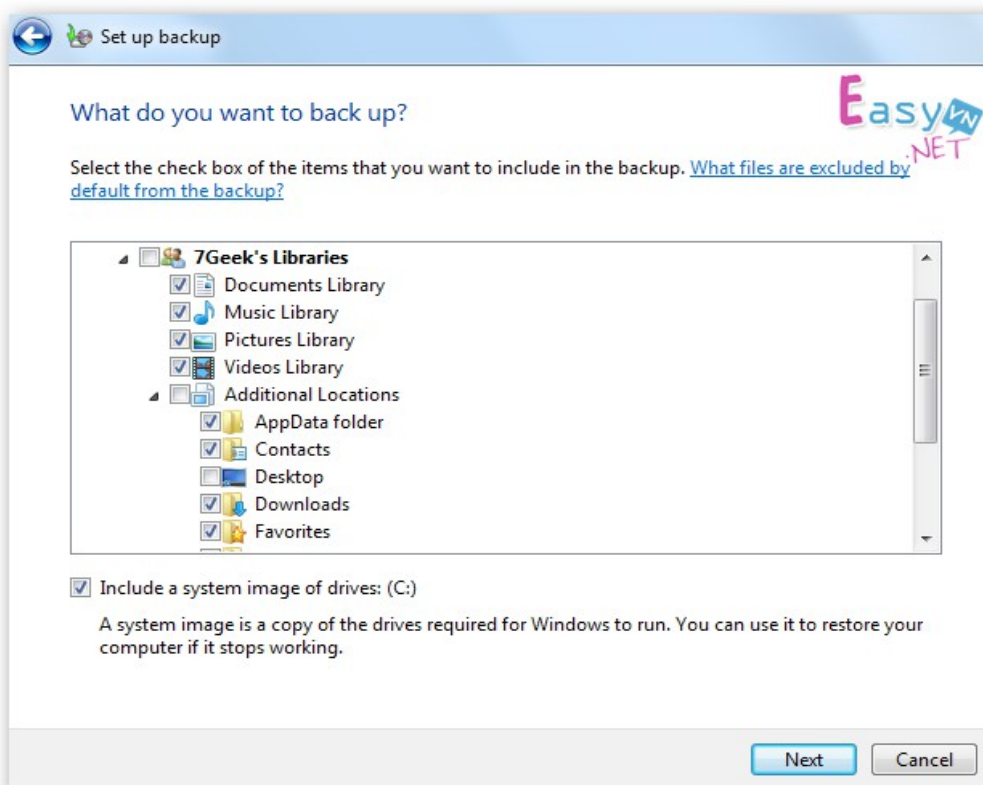 Set up backup
EasyVN
.NET
What do you want to back up?
Select the check box of the items that you want to include in the backup. What files are excluded by
default from the backup?
7Geek's Libraries
Documents Library
Music Library
Pictures Library
Videos Library
Additional Locations
AppData folder
Contacts
Desktop
Downloads
Favorites
Include a system image of drives: (C:)
A system image is a copy of the drives required for Windows to run. You can use it to restore your
computer if it stops working.
Next Cancel